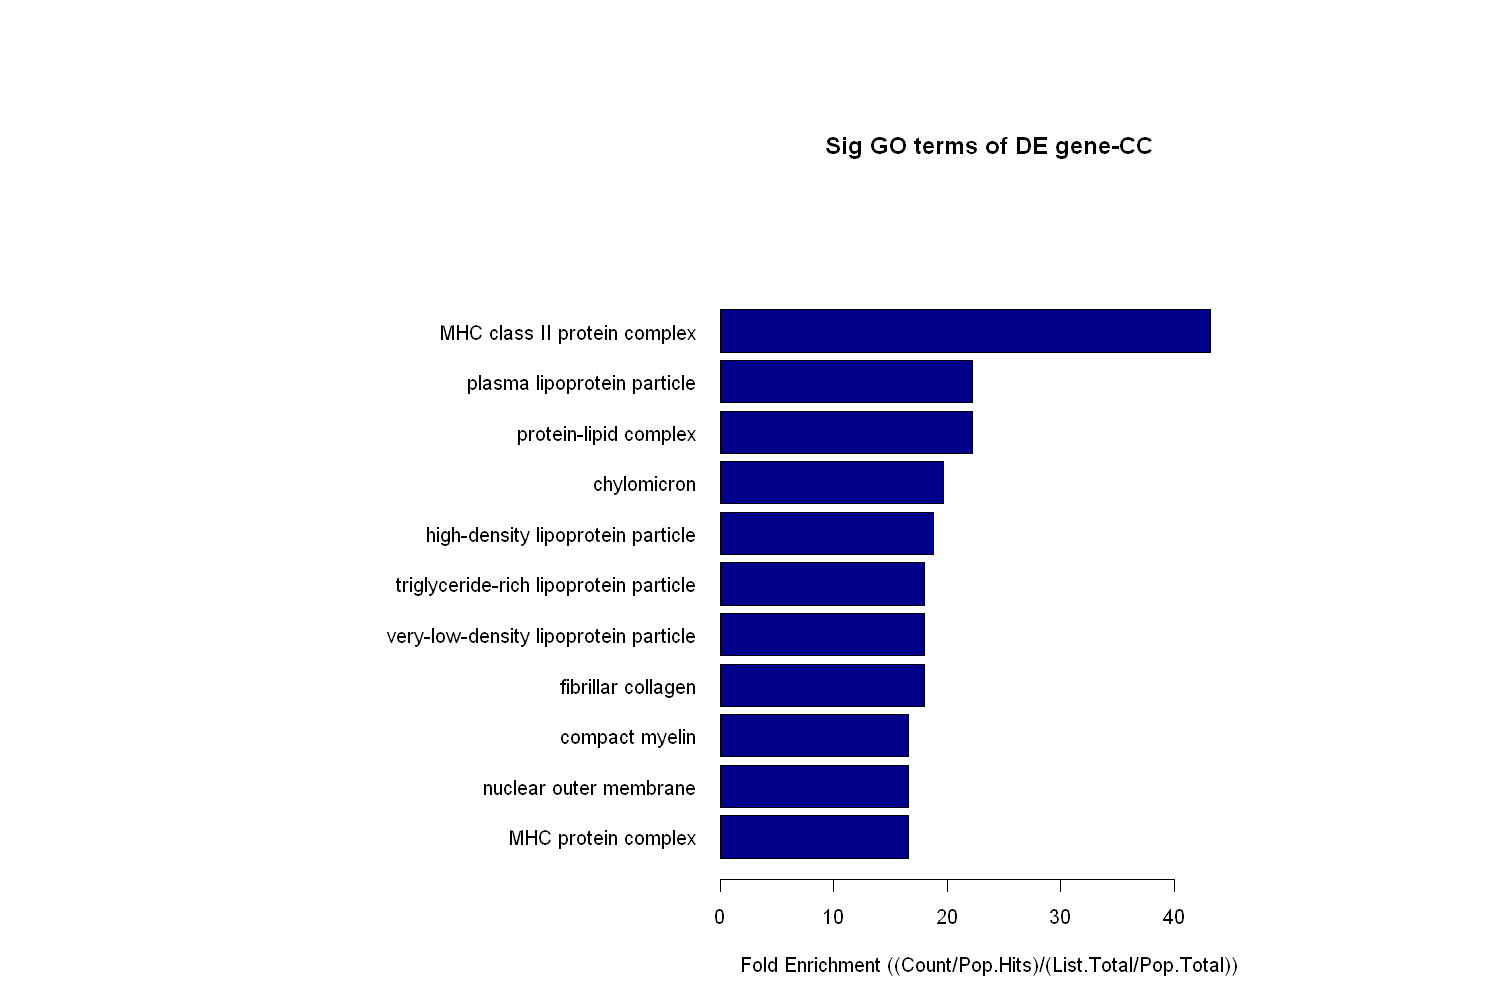 Sig GO terms of DE gene-CC
MHC class II protein complex
plasma lipoprotein particle
protein-lipid complex
chylomicron
high-density lipoprotein particle
triglyceride-rich lipoprotein particle
very-low-density lipoprotein particle
fibrillar collagen
compact myelin
nuclear outer membrane
MHC protein complex
0 10 20 30 40
Fold Enrichment ((Count/Pop.Hits)/(List.Total/Pop.Total))